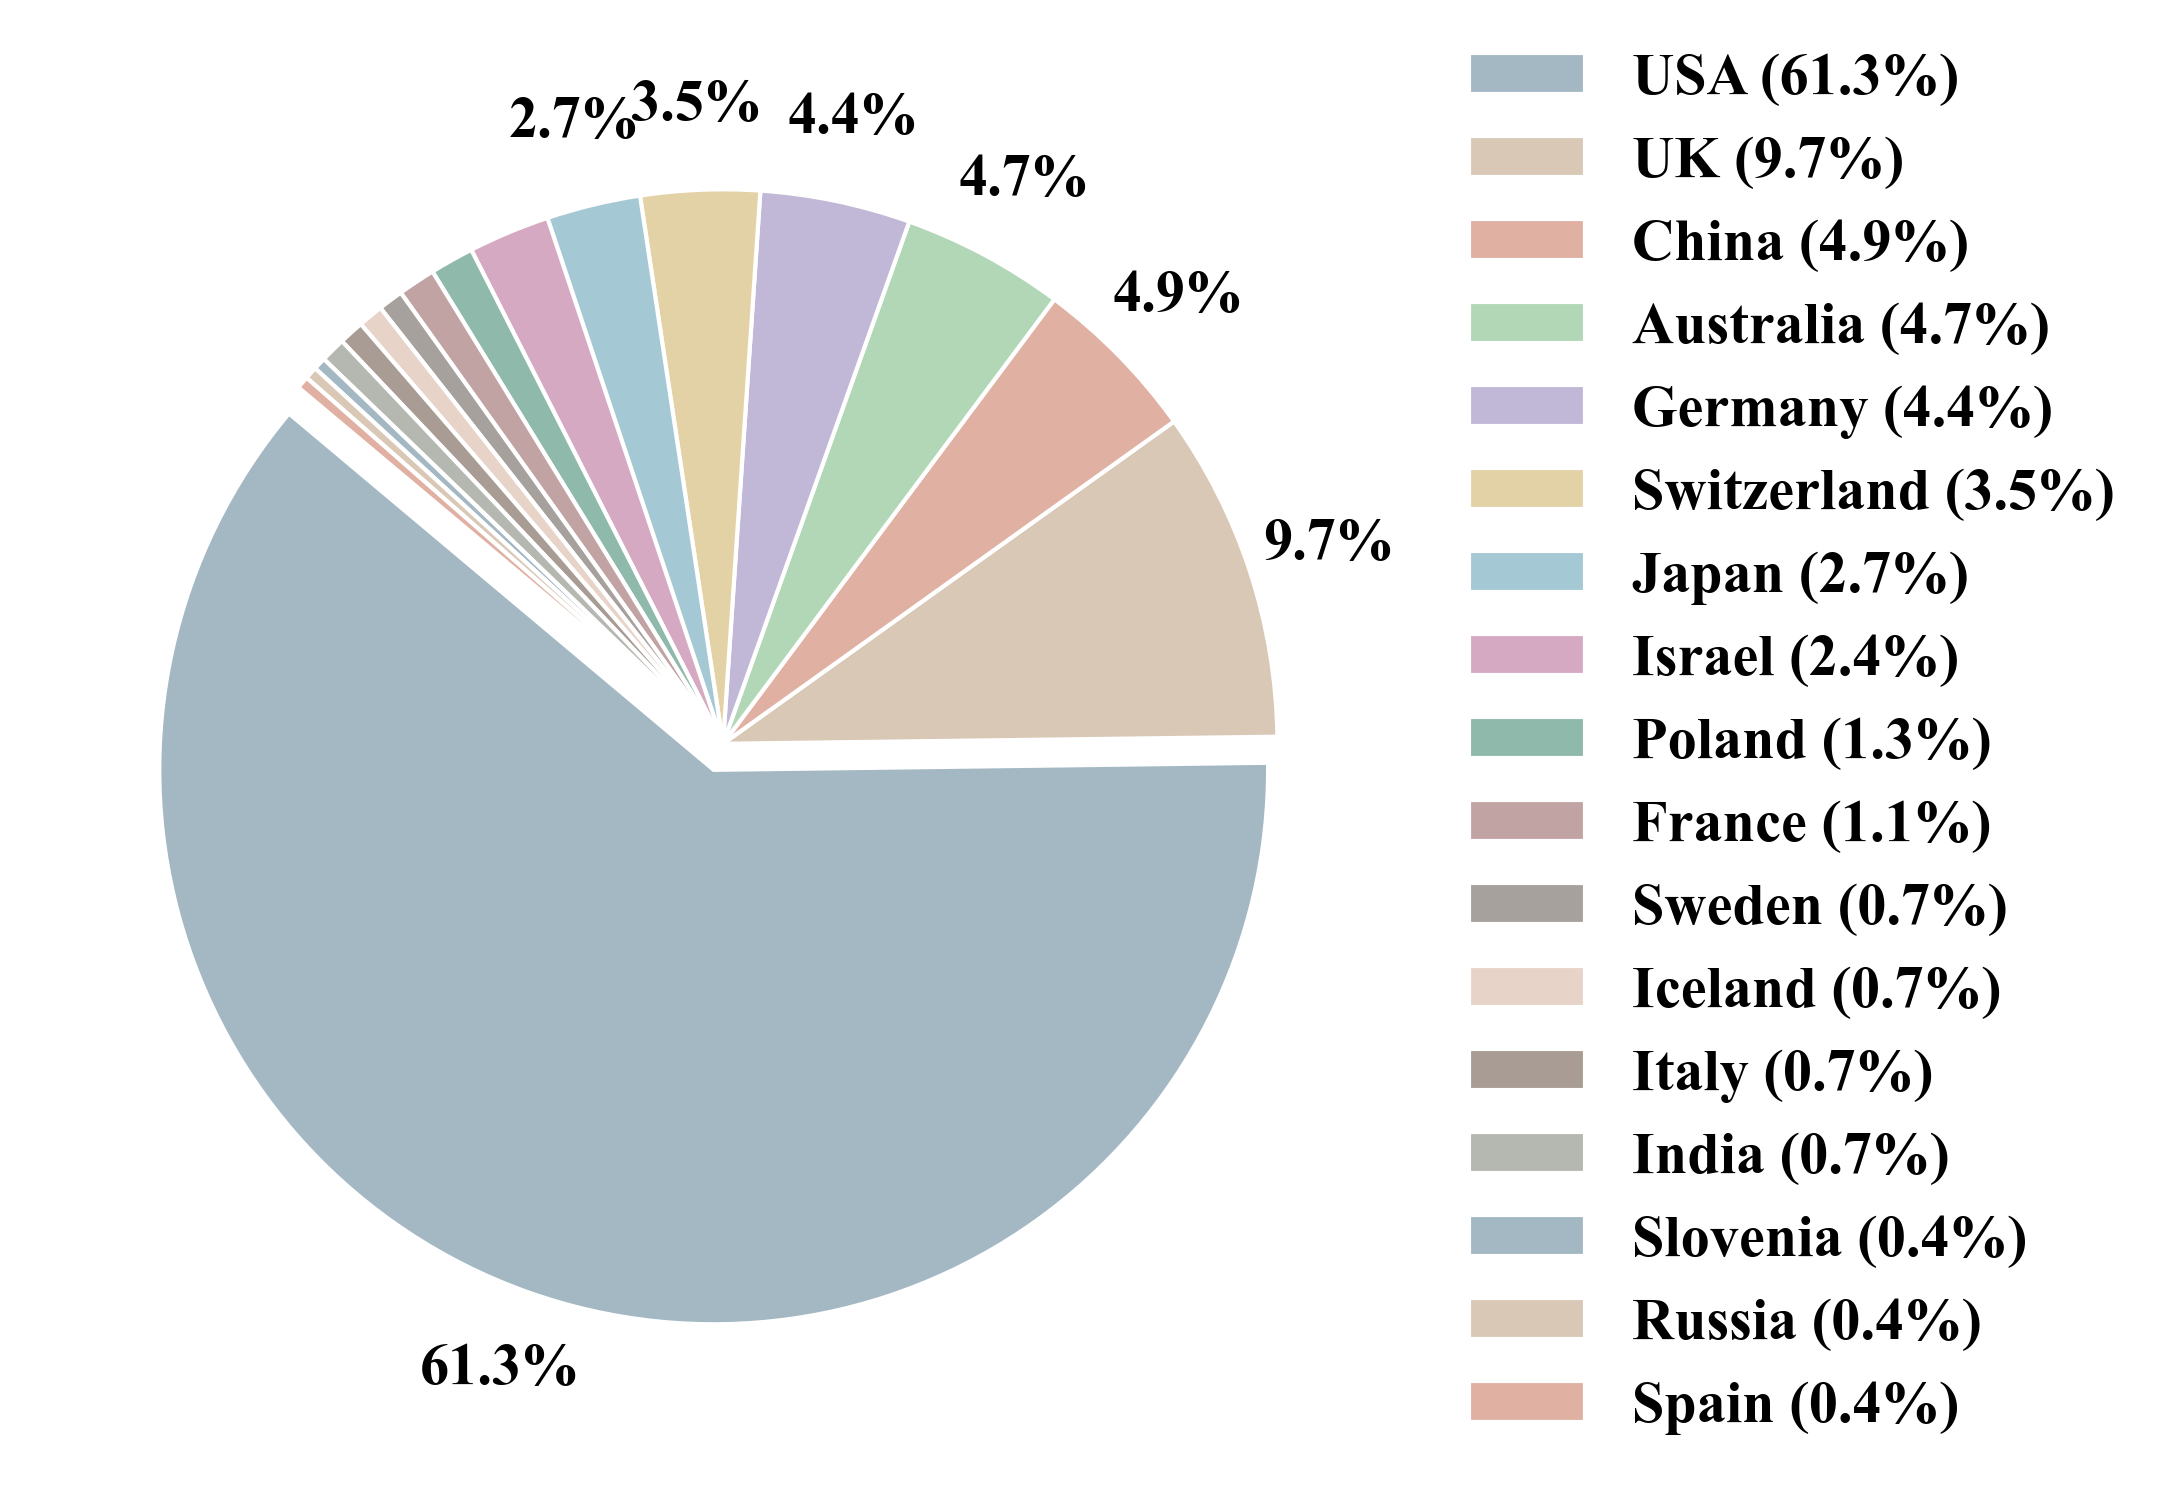 2.7%
3.5%
4.4%
4.7%
4.9%
9.7%
61.3%
USA (61.3%)
UK (9.7%)
China (4.9%)
Australia (4.7%)
Germany (4.4%)
Switzerland (3.5%)
Japan (2.7%)
Israel (2.4%)
Poland (1.3%)
France (1.1%)
Sweden (0.7%)
Iceland (0.7%)
Italy (0.7%)
India (0.7%)
Slovenia (0.4%)
Russia (0.4%)
Spain (0.4%)